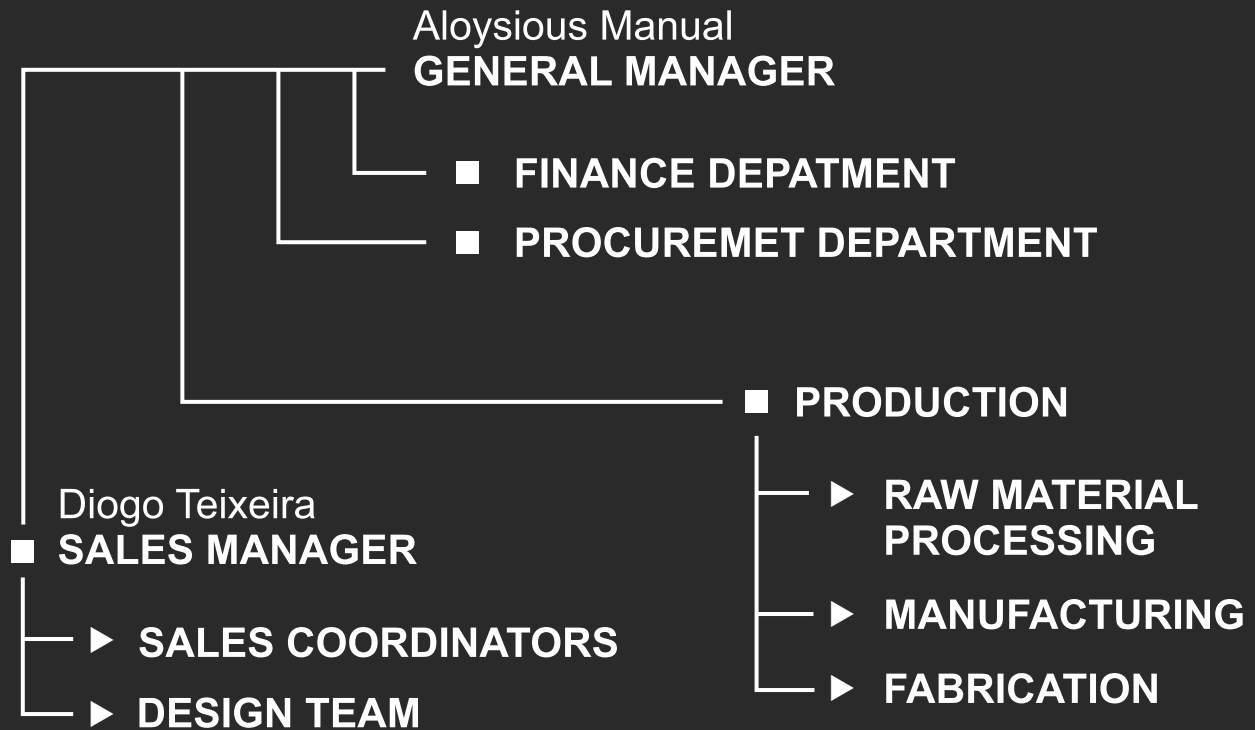 Aloysious Manual
GENERAL MANAGER
FINANCE DEPATMENT
PROCUREMET DEPARTMENT
PRODUCTION
RAW MATERIAL
PROCESSING
MANUFACTURING
FABRICATION
Diogo Teixeira
SALES MANAGER
SALES COORDINATORS
DESIGN TEAM